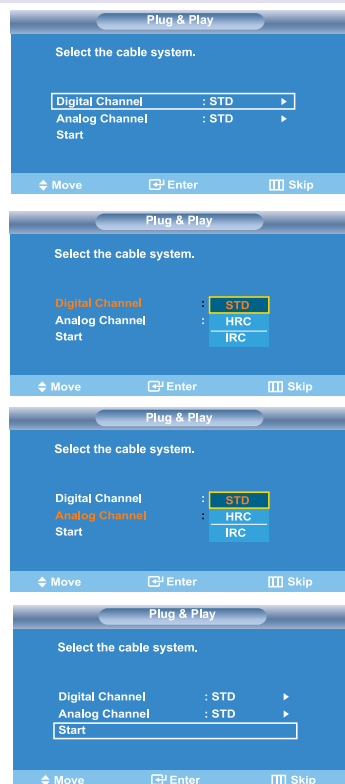 Plug & Play
Select the cable system.
Digital Channel : STD ►
Analog Channel : STD ►
Start
Move Enter Skip
Plug & Play
Select the cable system.
Digital Channel : STD
Analog Channel : HRC
Start IRC
Move Enter Skip
Plug & Play
Select the cable system.
Digital Channel : STD
Analog Channel : HRC
Start IRC
Move Enter Skip
Plug & Play
Select the cable system.
Digital Channel : STD ►
Analog Channel : STD ►
Start
Move Enter Skip